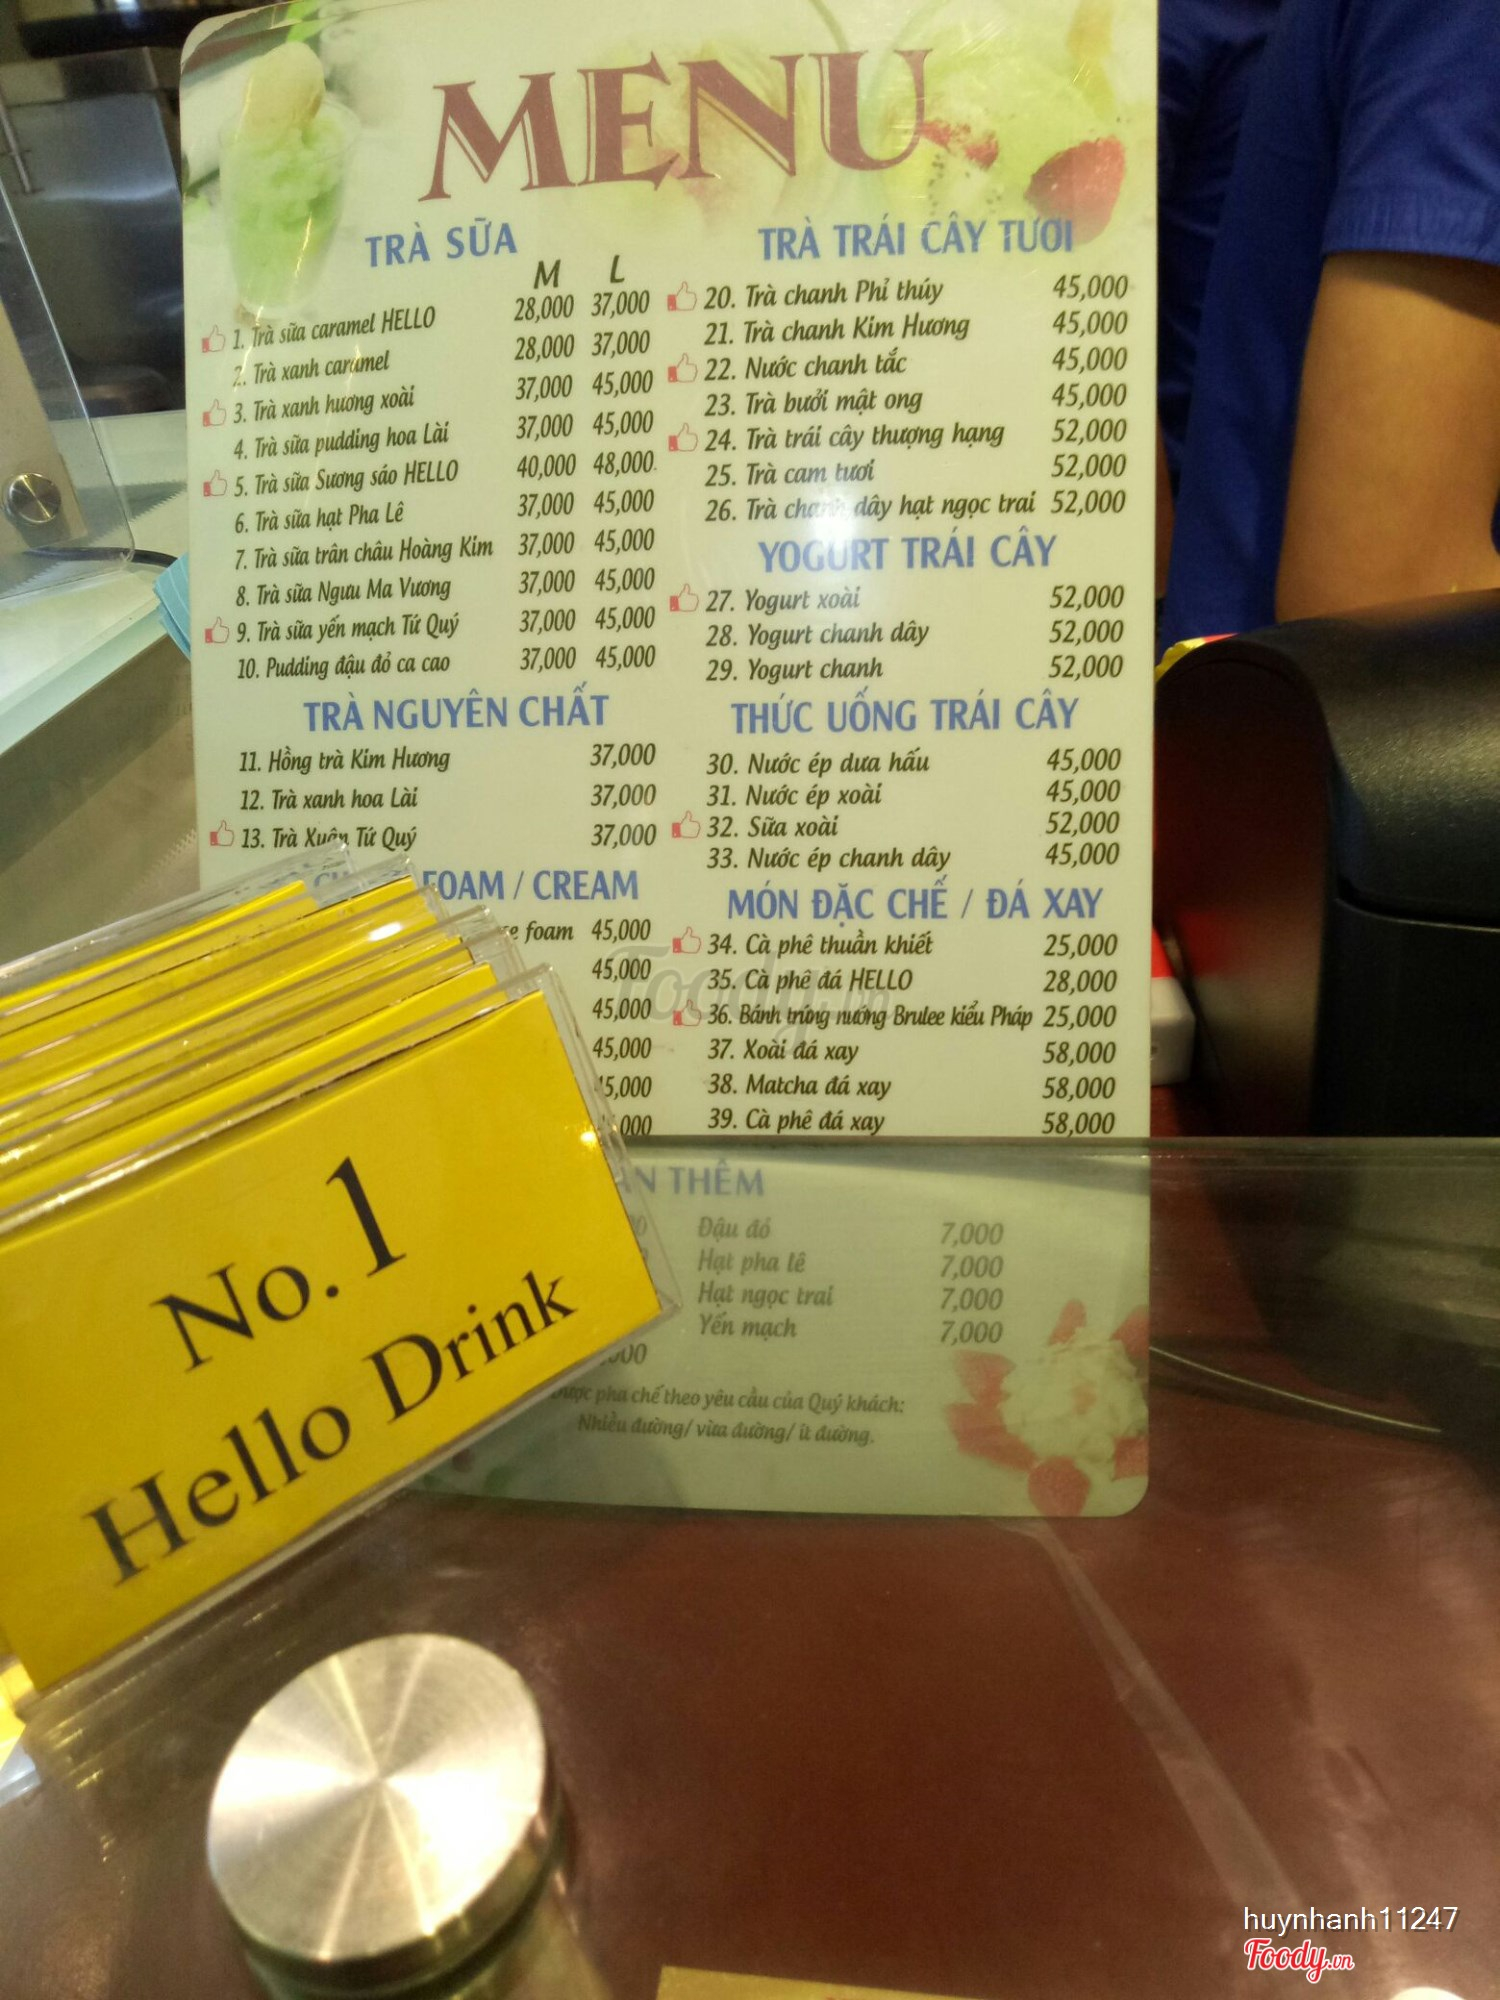 MENU
TRÀ SỮA
M L
1. Trà sữa caramel HELLO 28,000 37,000
2. Trà xanh caramel 28,000 37,000
3. Trà xanh hương xoài 37,000 45,000
4. Trà sữa pudding hoa Lài 37,000 45,000
5. Trà sữa Sương sáo HELLO 40,000 48,000
6. Trà sữa hạt Pha Lê 37,000 45,000
7. Trà sữa trân châu Hoàng Kim 37,000 45,000
8. Trà sữa Ngưu Ma Vương 37,000 45,000
9. Trà sữa yến mạch Tứ Quý 37,000 45,000
10. Pudding đậu đỏ ca cao 37,000 45,000
TRÀ NGUYÊN CHẤT
11. Hồng trà Kim Hương 37,000
12. Trà xanh hoa Lài 37,000
13. Trà Xuân Tứ Quý 37,000
FOAM / CREAM
foam 45,000
45,000
45,000
45,000
TRÀ TRÁI CÂY TƯƠI
20. Trà chanh Phỉ thúy 45,000
21. Trà chanh Kim Hương 45,000
22. Nước chanh tắc 45,000
23. Trà bưởi mật ong 45,000
24. Trà trái cây thượng hạng 52,000
25. Trà cam tươi 52,000
26. Trà chanh dây hạt ngọc trai 52,000
YOGURT TRÁI CÂY
27. Yogurt xoài 52,000
28. Yogurt chanh dây 52,000
29. Yogurt chanh 52,000
THỨC UỐNG TRÁI CÂY
30. Nước ép dưa hấu 45,000
31. Nước ép xoài 45,000
32. Sữa xoài 52,000
33. Nước ép chanh dây 45,000
MÓN ĐẶC CHẾ / ĐÁ XAY
34. Cà phê thuần khiết 25,000
35. Cà phê đá HELLO 28,000
36. Bánh trứng nướng Brulee kiểu Pháp 25,000
37. Xoài đá xay 58,000
38. Matcha đá xay 58,000
39. Cà phê đá xay 58,000
THÊM
Đậu đỏ 7,000
Hạt pha lê 7,000
Hạt ngọc trai 7,000
Yến mạch 7,000
pha chế theo yêu cầu của Quý khách:
Nhiều đường/ vừa đường/ ít đường.
No.1
Hello Drink
Foody.vn
huynhanh11247
Foody.vn